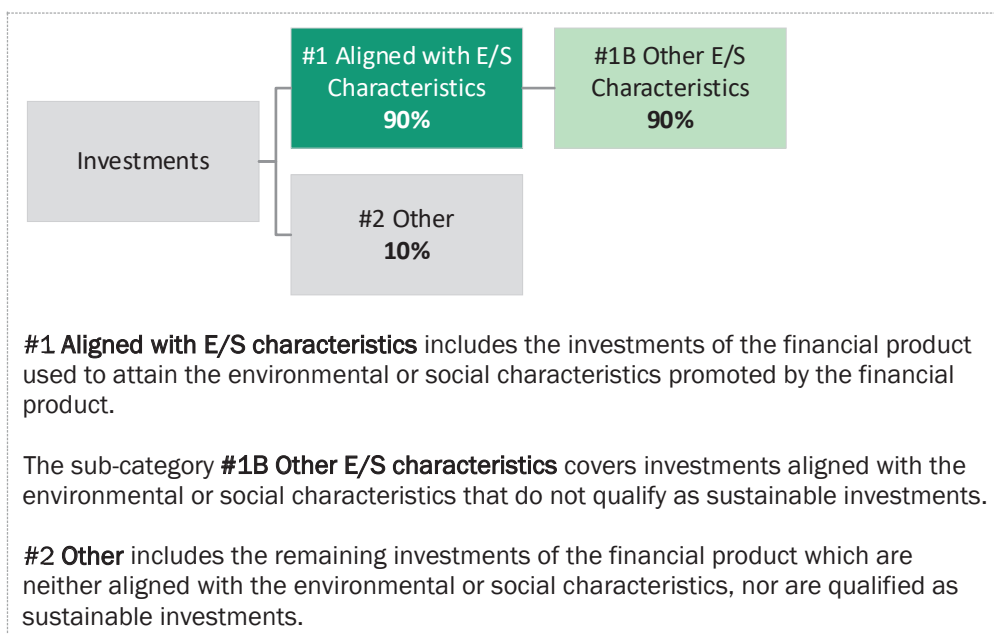 #1 Aligned with E/S
Characteristics
90%
#1B Other E/S
Characteristics
90%
Investments
#2 Other
10%
#1 Aligned with E/S characteristics includes the investments of the financial product
used to attain the environmental or social characteristics promoted by the financial
product.
The sub-category #1B Other E/S characteristics covers investments aligned with the
environmental or social characteristics that do not qualify as sustainable investments.
#2 Other includes the remaining investments of the financial product which are
neither aligned with the environmental or social characteristics, nor are qualified as
sustainable investments.